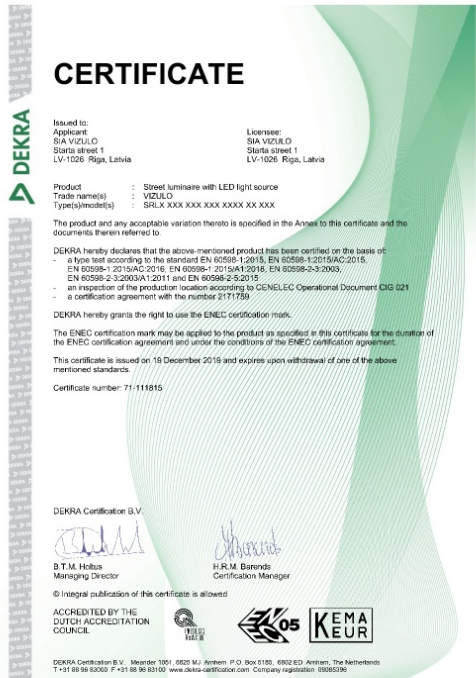 CERTIFICATE
DEKRA
Issued to:
Applicant: Licensee:
SIA VIZULO SIA VIZULO
Starta street 1 Starta street 1
LV-1026 Riga, Latvia LV-1026 Riga, Latvia
Product : Street luminaire with LED light source
Trade name(s) : VIZULO
Type(s)/model(s) : SRLX XXX XXX XXX XXXX XX XXX
The product and any acceptable variation thereto is specified in the Annex to this certificate and the
documents therein referred to.
DEKRA hereby declares that the above-mentioned product has been certified on the basis of:
- a type test according to the standard EN 60598-1:2015, EN 60598-1:2015/AC:2015,
EN 60598-1:2015/AC:2016, EN 60598-1:2015/A1:2018, EN 60598-2-3:2003,
EN 60598-2-3:2003/A1:2011 and EN 60598-2-5:2015
- an inspection of the production location according to CENELEC Operational Document CIG 021
- a certification agreement with the number 2171759
DEKRA hereby grants the right to use the ENEC certification mark.
The ENEC certification mark may be applied to the product as specified in this certificate for the duration of
the ENEC certification agreement and under the conditions of the ENEC certification agreement.
This certificate is issued on 19 December 2019 and expires upon withdrawal of one of the above
mentioned standards.
Certificate number: 71-111815
DEKRA Certification B.V.
B.T.M. Holtus H.R.M. Barends
Managing Director Certification Manager
© Integral publication of this certificate is allowed
ACCREDITED BY THE
DUTCH ACCREDITATION
COUNCIL
05
KEMA
KEUR
DEKRA Certification B.V. Meander 1051, 6825 MJ Arnhem P.O. Box 5185, 6802 ED Arnhem, The Netherlands
T +31 88 96 83000 F +31 88 96 83100 www.dekra-certification.com Company registration 09085396